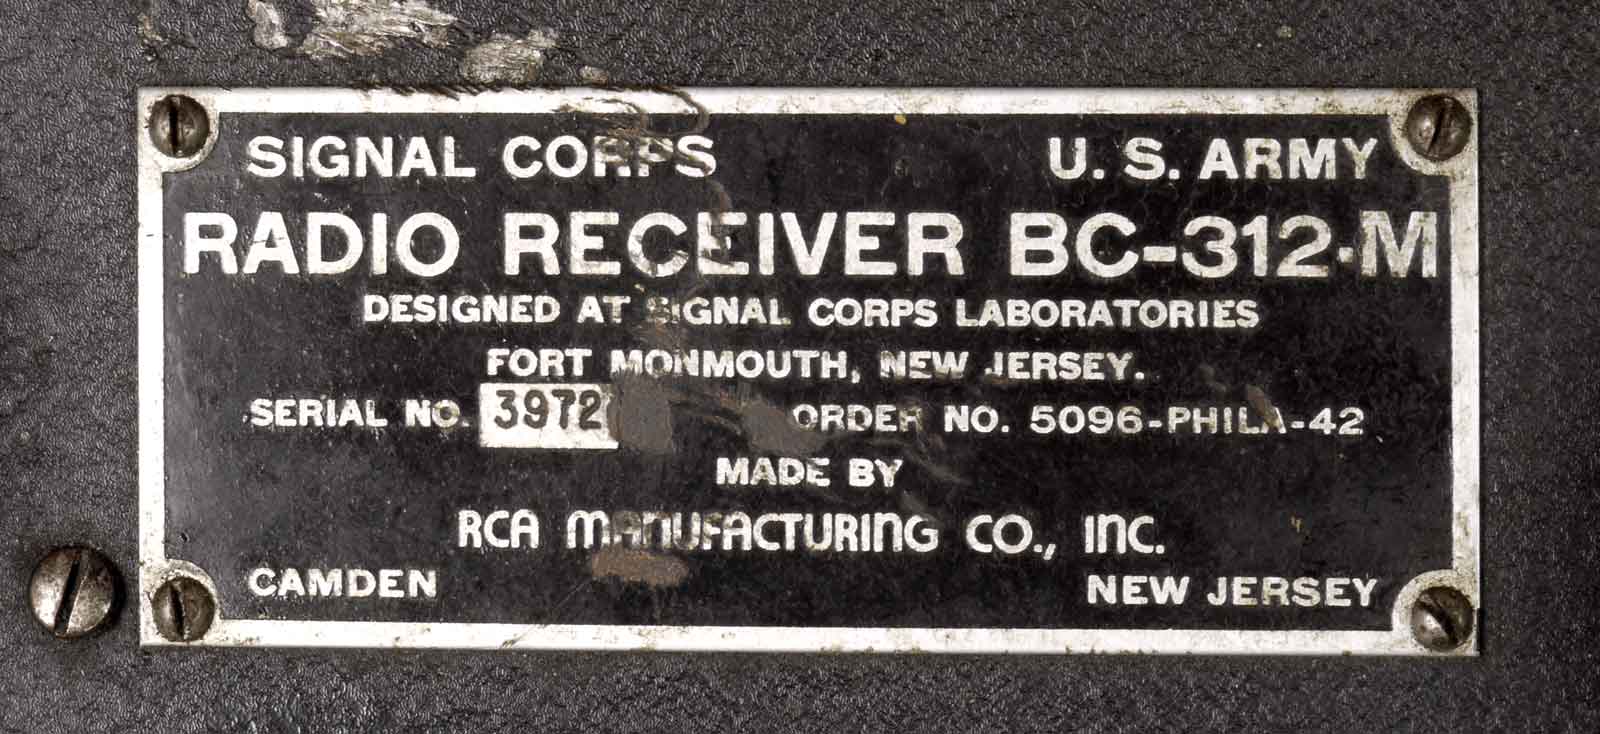 SIGNAL CORPS U. S. ARMY
RADIO RECEIVER BC-312-M
DESIGNED AT SIGNAL CORPS LABORATORIES
FORT MONMOUTH, NEW JERSEY.
SERIAL NO. 3972 ORDER NO. 5096-PHILA-42
MADE BY
RCA MANUFACTURING CO., INC.
CAMDEN NEW JERSEY